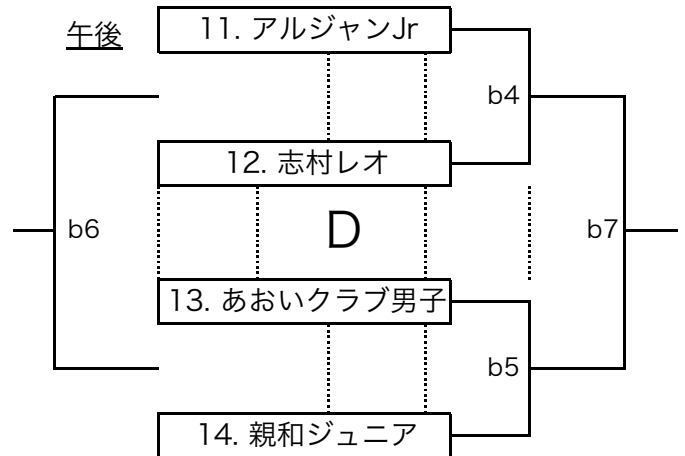 午後
11. アルジャンJr
b4
12. 志村レオ
b6
D
b7
13. あおいクラブ男子
b5
14. 親和ジュニア